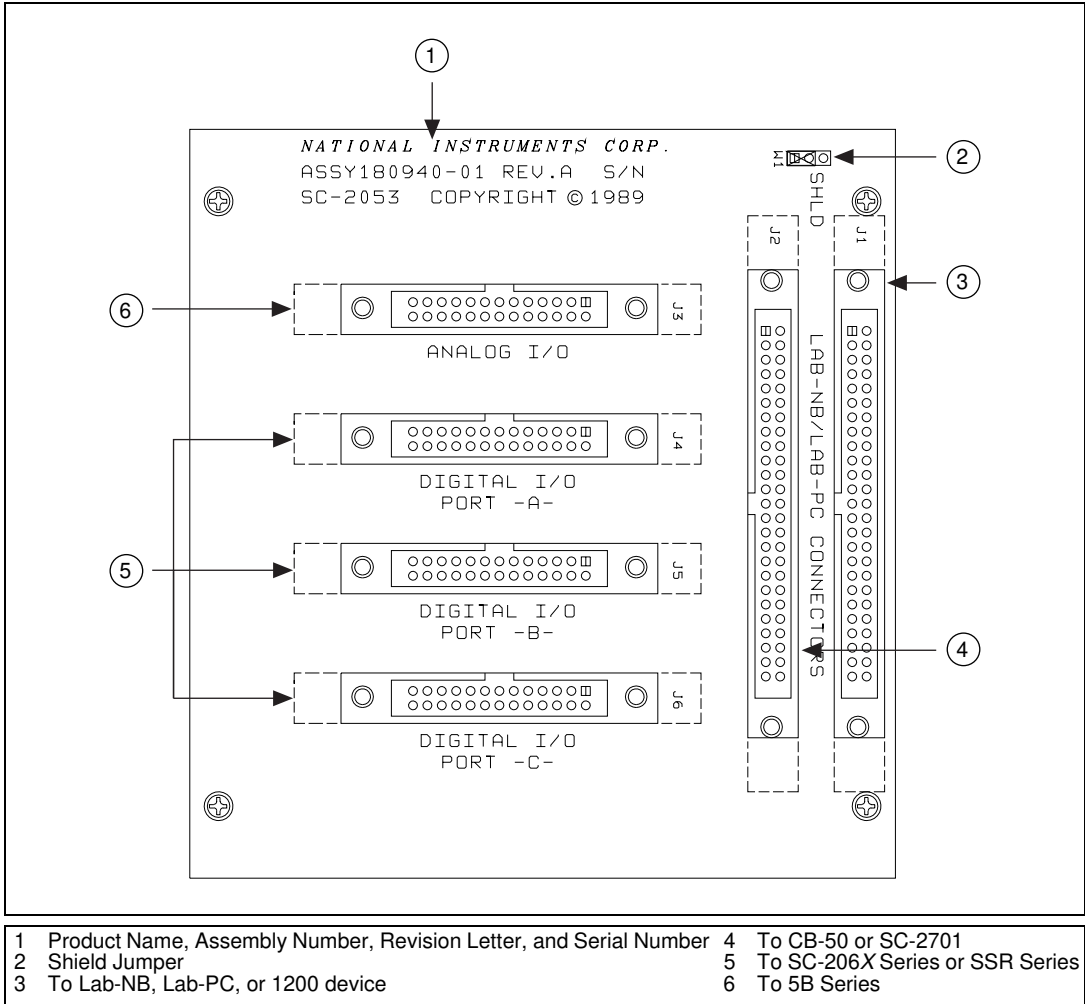 1
NATIONAL INSTRUMENTS CORP.
ASSY180940-01 REV.A S/N
SC-2053 COPYRIGHT © 1989
W1
2
SHLD
J2
J1
3
6
J3
ANALOG I/O
LAB-NB/LAB-PC CONNECTORS
J4
DIGITAL I/O
PORT -A-
5
J5
DIGITAL I/O
PORT -B-
4
J6
DIGITAL I/O
PORT -C-
1 Product Name, Assembly Number, Revision Letter, and Serial Number
2 Shield Jumper
3 To Lab-NB, Lab-PC, or 1200 device
4 To CB-50 or SC-2701
5 To SC-206X Series or SSR Series
6 To 5B Series